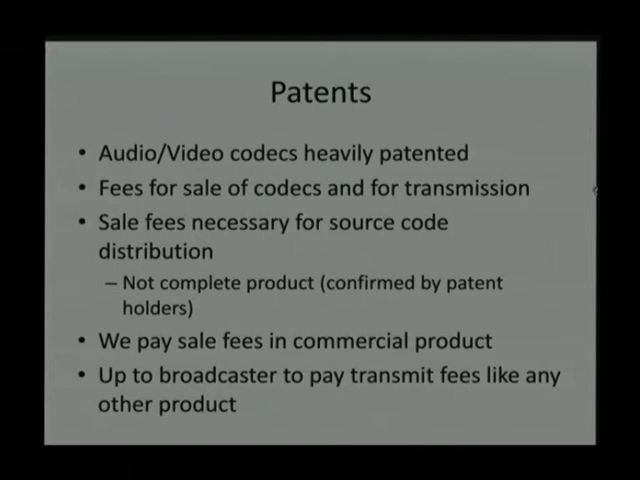 Patents
• Audio/Video codecs heavily patented
• Fees for sale of codecs and for transmission
• Sale fees necessary for source code
distribution
– Not complete product (confirmed by patent
holders)
• We pay sale fees in commercial product
• Up to broadcaster to pay transmit fees like any
other product